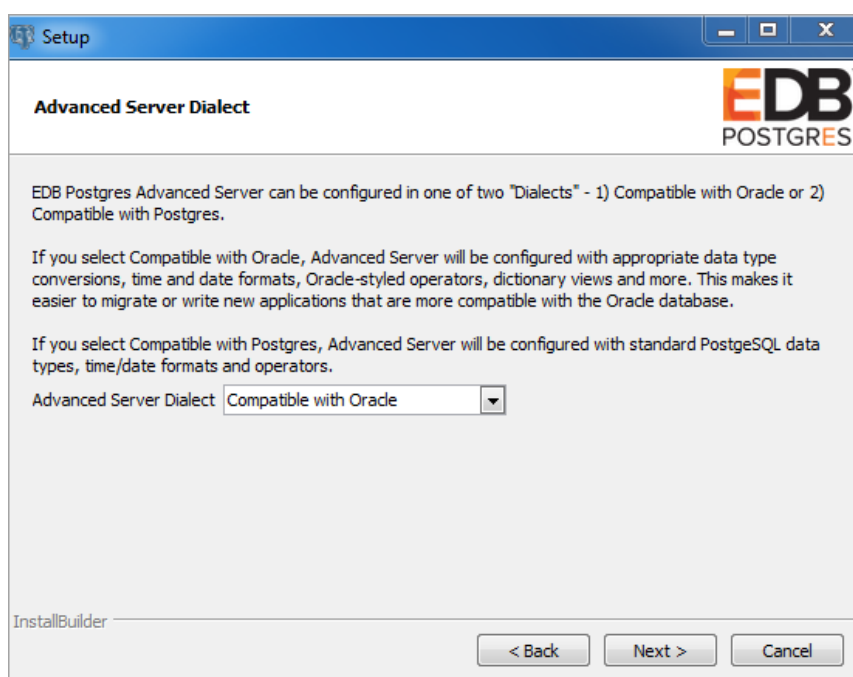 Setup
Advanced Server Dialect
EDB
POSTGRES
EDB Postgres Advanced Server can be configured in one of two "Dialects" - 1) Compatible with Oracle or 2)
Compatible with Postgres.
If you select Compatible with Oracle, Advanced Server will be configured with appropriate data type
conversions, time and date formats, Oracle-styled operators, dictionary views and more. This makes it
easier to migrate or write new applications that are more compatible with the Oracle database.
If you select Compatible with Postgres, Advanced Server will be configured with standard PostgeSQL data
types, time/date formats and operators.
Advanced Server Dialect Compatible with Oracle
InstallBuilder
< Back Next > Cancel